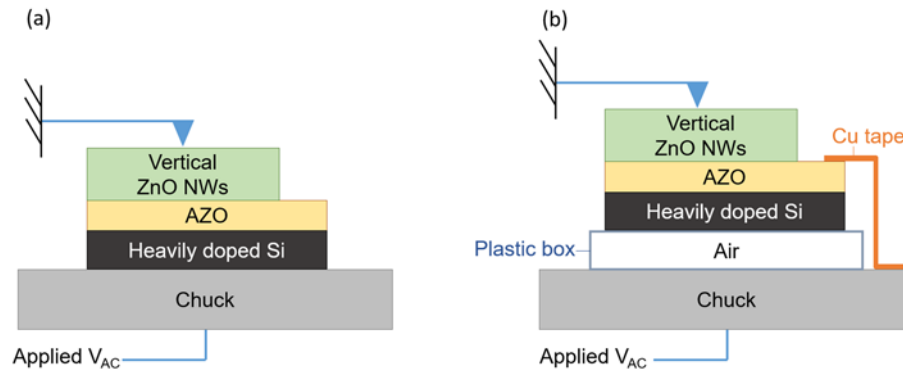 (a)
Vertical
ZnO NWs
AZO
Heavily doped Si
Chuck
Applied VAC
(b)
Vertical
ZnO NWs
Cu tape
AZO
Heavily doped Si
Plastic box
Air
Chuck
Applied VAC